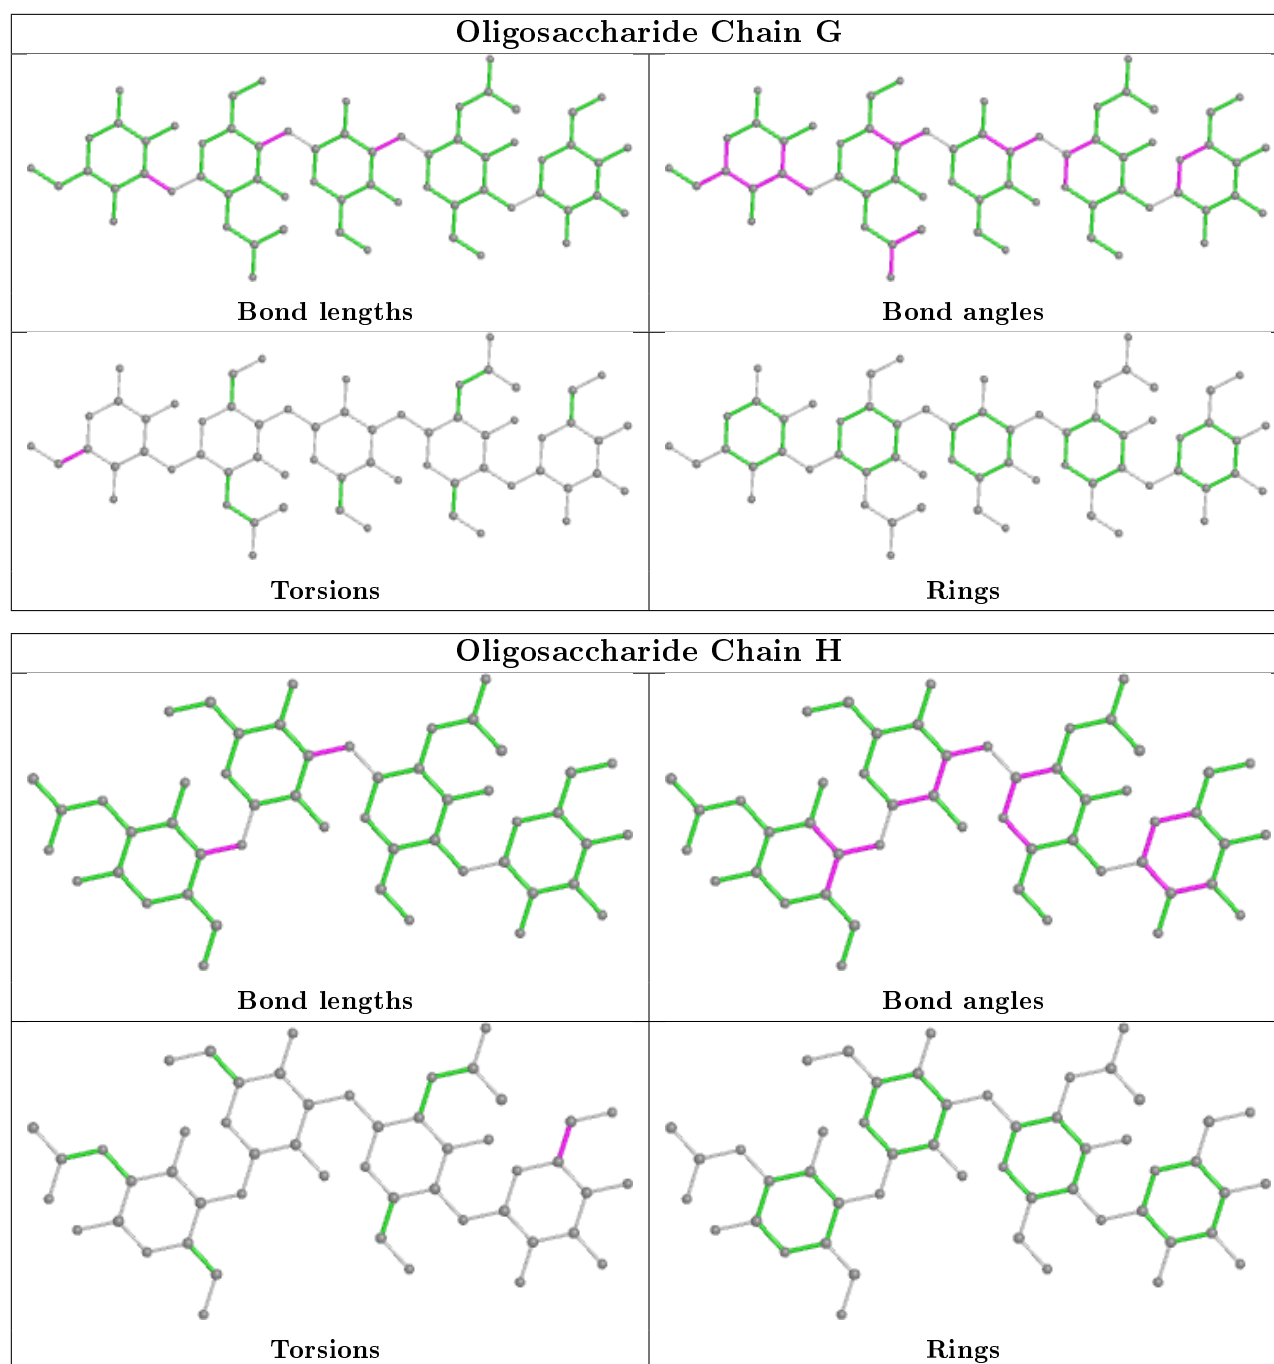 Oligosaccharide Chain G
Bond lengths
Bond angles
Torsions
Rings
Oligosaccharide Chain H
Bond lengths
Bond angles
Torsions
Rings